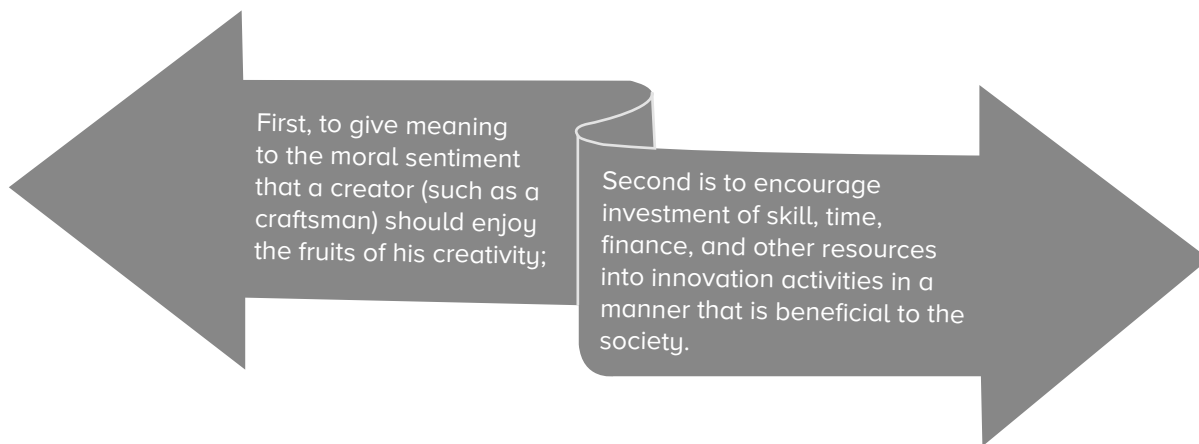 First, to give meaning
to the moral sentiment
that a creator (such as a
craftsman) should enjoy
the fruits of his creativity;
Second is to encourage
investment of skill, time,
finance, and other resources
into innovation activities in a
manner that is beneficial to the
society.